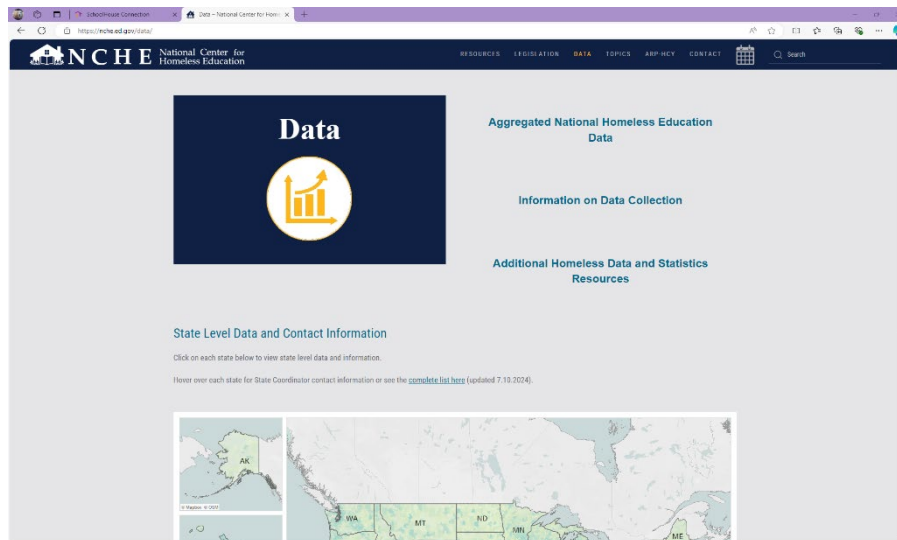 SchoolHouse Connection
Data – National Center for Home
https://nche.ed.gov/data/
NCHE National Center for
Homeless Education
RESOURCES LEGISLATION DATA TOPICS ARP-HCY CONTACT Search
Data
Aggregated National Homeless Education
Data
Information on Data Collection
Additional Homeless Data and Statistics
Resources
State Level Data and Contact Information
Click on each state below to view state level data and information.
Hover over each state for State Coordinator contact information or see the complete list here (updated 7.10.2024).
AK
© Mapbox © OSM
WA
MT
ND
MN
ME